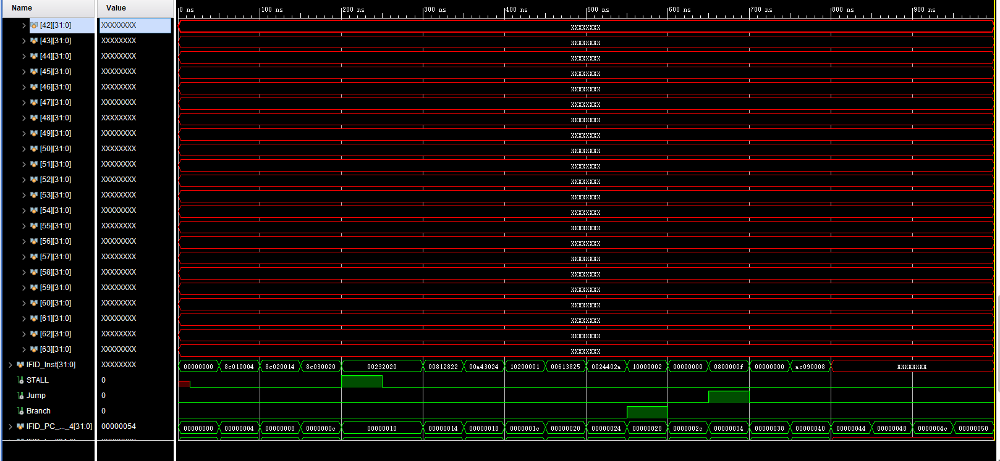 Name Value 0 ns 100 ns 200 ns 300 ns 400 ns 500 ns 600 ns 700 ns 800 ns 900 ns
[42][31:0] XXXXXXXX XXXXXXXX
[43][31:0] XXXXXXXX XXXXXXXX
[44][31:0] XXXXXXXX XXXXXXXX
[45][31:0] XXXXXXXX XXXXXXXX
[46][31:0] XXXXXXXX XXXXXXXX
[47][31:0] XXXXXXXX XXXXXXXX
[48][31:0] XXXXXXXX XXXXXXXX
[49][31:0] XXXXXXXX XXXXXXXX
[50][31:0] XXXXXXXX XXXXXXXX
[51][31:0] XXXXXXXX XXXXXXXX
[52][31:0] XXXXXXXX XXXXXXXX
[53][31:0] XXXXXXXX XXXXXXXX
[54][31:0] XXXXXXXX XXXXXXXX
[55][31:0] XXXXXXXX XXXXXXXX
[56][31:0] XXXXXXXX XXXXXXXX
[57][31:0] XXXXXXXX XXXXXXXX
[58][31:0] XXXXXXXX XXXXXXXX
[59][31:0] XXXXXXXX XXXXXXXX
[60][31:0] XXXXXXXX XXXXXXXX
[61][31:0] XXXXXXXX XXXXXXXX
[62][31:0] XXXXXXXX XXXXXXXX
[63][31:0] XXXXXXXX XXXXXXXX
IFID_Inst[31:0] XXXXXXXX 00000000 8c010004 8c020014 8c030020 00232020 00812822 00a43024 10200001 00613825 0024402a 10000002 00000000 0800000f 00000000 ac090008 XXXXXXXX
STALL 0
Jump 0
Branch 0
IFID_PC_..._4[31:0] 00000054 00000000 00000004 00000008 0000000c 00000010 00000014 00000018 0000001c 00000020 00000024 00000028 0000002c 00000034 00000038 00000040 00000044 00000048 0000004c 00000050